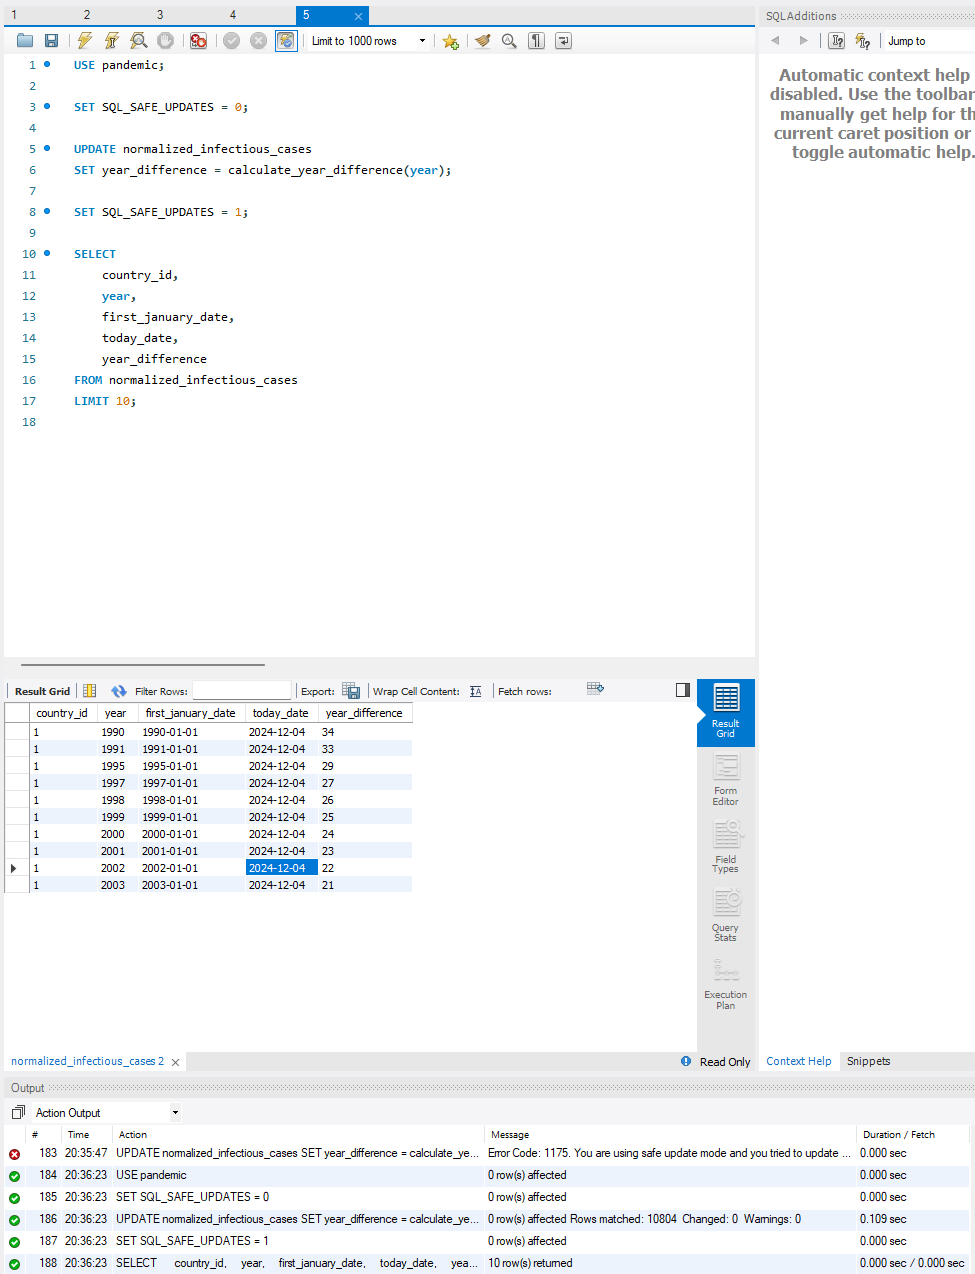 1 2 3 4 5
SQLAdditions
Limit to 1000 rows
Jump to
1 USE pandemic;
2
3 SET SQL_SAFE_UPDATES = 0;
4
5 UPDATE normalized_infectious_cases
6 SET year_difference = calculate_year_difference(year);
7
8 SET SQL_SAFE_UPDATES = 1;
9
10 SELECT
11 country_id,
12 year,
13 first_january_date,
14 today_date,
15 year_difference
16 FROM normalized_infectious_cases
17 LIMIT 10;
18
Automatic context help
disabled. Use the toolbar
manually get help for th
current caret position or
toggle automatic help.
Result Grid Filter Rows: Export: Wrap Cell Content: Fetch rows:
country_id year first_january_date today_date year_difference
1 1990 1990-01-01 2024-12-04 34
1 1991 1991-01-01 2024-12-04 33
1 1995 1995-01-01 2024-12-04 29
1 1997 1997-01-01 2024-12-04 27
1 1998 1998-01-01 2024-12-04 26
1 1999 1999-01-01 2024-12-04 25
1 2000 2000-01-01 2024-12-04 24
1 2001 2001-01-01 2024-12-04 23
1 2002 2002-01-01 2024-12-04 22
1 2003 2003-01-01 2024-12-04 21
Result
Grid
Form
Editor
Field
Types
Query
Stats
Execution
Plan
normalized_infectious_cases 2
Read Only
Context Help Snippets
Output
Action Output
# Time Action Message Duration / Fetch
183 20:35:47 UPDATE normalized_infectious_cases SET year_difference = calculate_ye... Error Code: 1175. You are using safe update mode and you tried to update ... 0.000 sec
184 20:36:23 USE pandemic 0 row(s) affected 0.000 sec
185 20:36:23 SET SQL_SAFE_UPDATES = 0 0 row(s) affected 0.000 sec
186 20:36:23 UPDATE normalized_infectious_cases SET year_difference = calculate_ye... 0 row(s) affected Rows matched: 10804 Changed: 0 Warnings: 0 0.109 sec
187 20:36:23 SET SQL_SAFE_UPDATES = 1 0 row(s) affected 0.000 sec
188 20:36:23 SELECT country_id, year, first_january_date, today_date, yea... 10 row(s) returned 0.000 sec / 0.000 sec